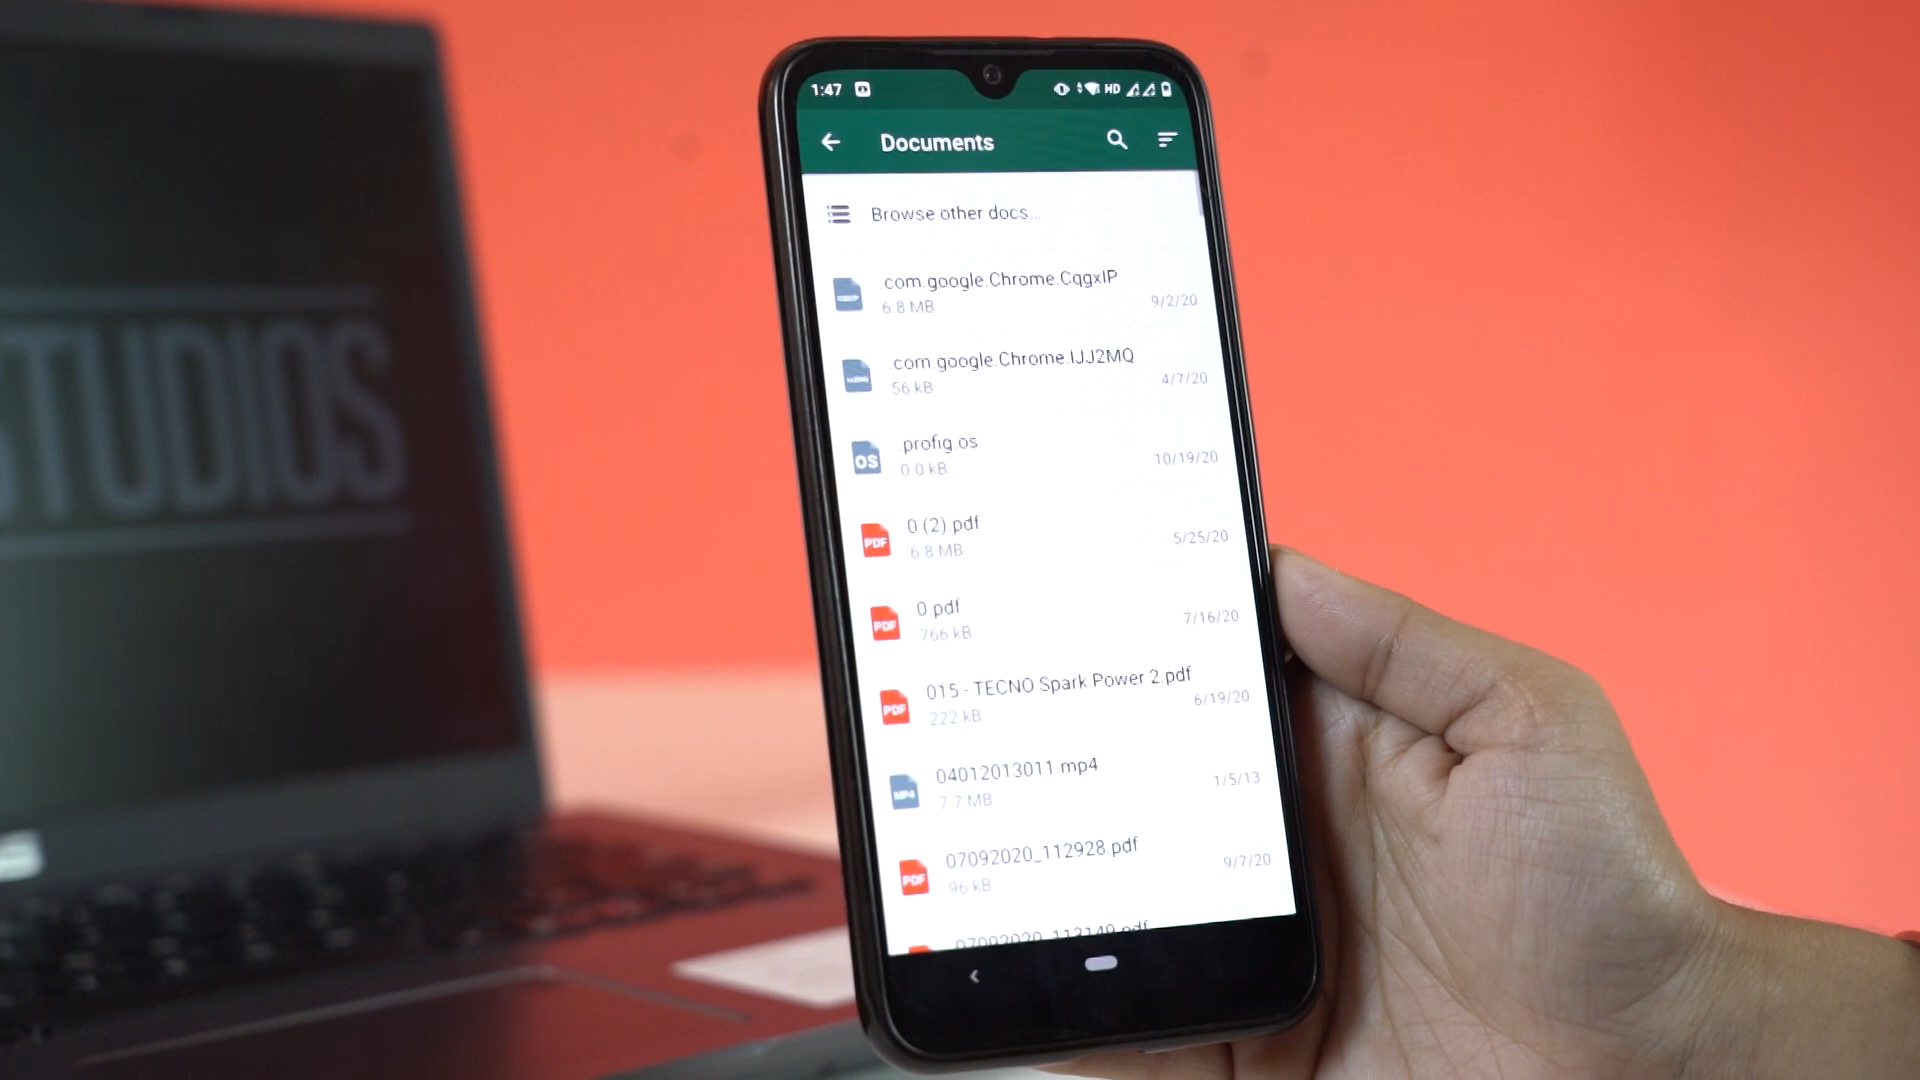 1:47 HD
Documents
Browse other docs...
.com.google.Chrome.CqgxIP
6.8 MB 9/2/20
.com.google.Chrome.IJJ2MQ
56 kB 4/7/20
.profig.os
OS
0.0 kB 10/19/20
0 (2).pdf
PDF
6.8 MB 5/25/20
0.pdf
PDF
766 kB 7/16/20
015 - TECNO Spark Power 2.pdf
PDF
222 kB 6/19/20
04012013011.mp4
MP4
7.7 MB 1/5/13
07092020_112928.pdf
PDF
96 kB 9/7/20
07092020_112149.pdf
STUDIOS